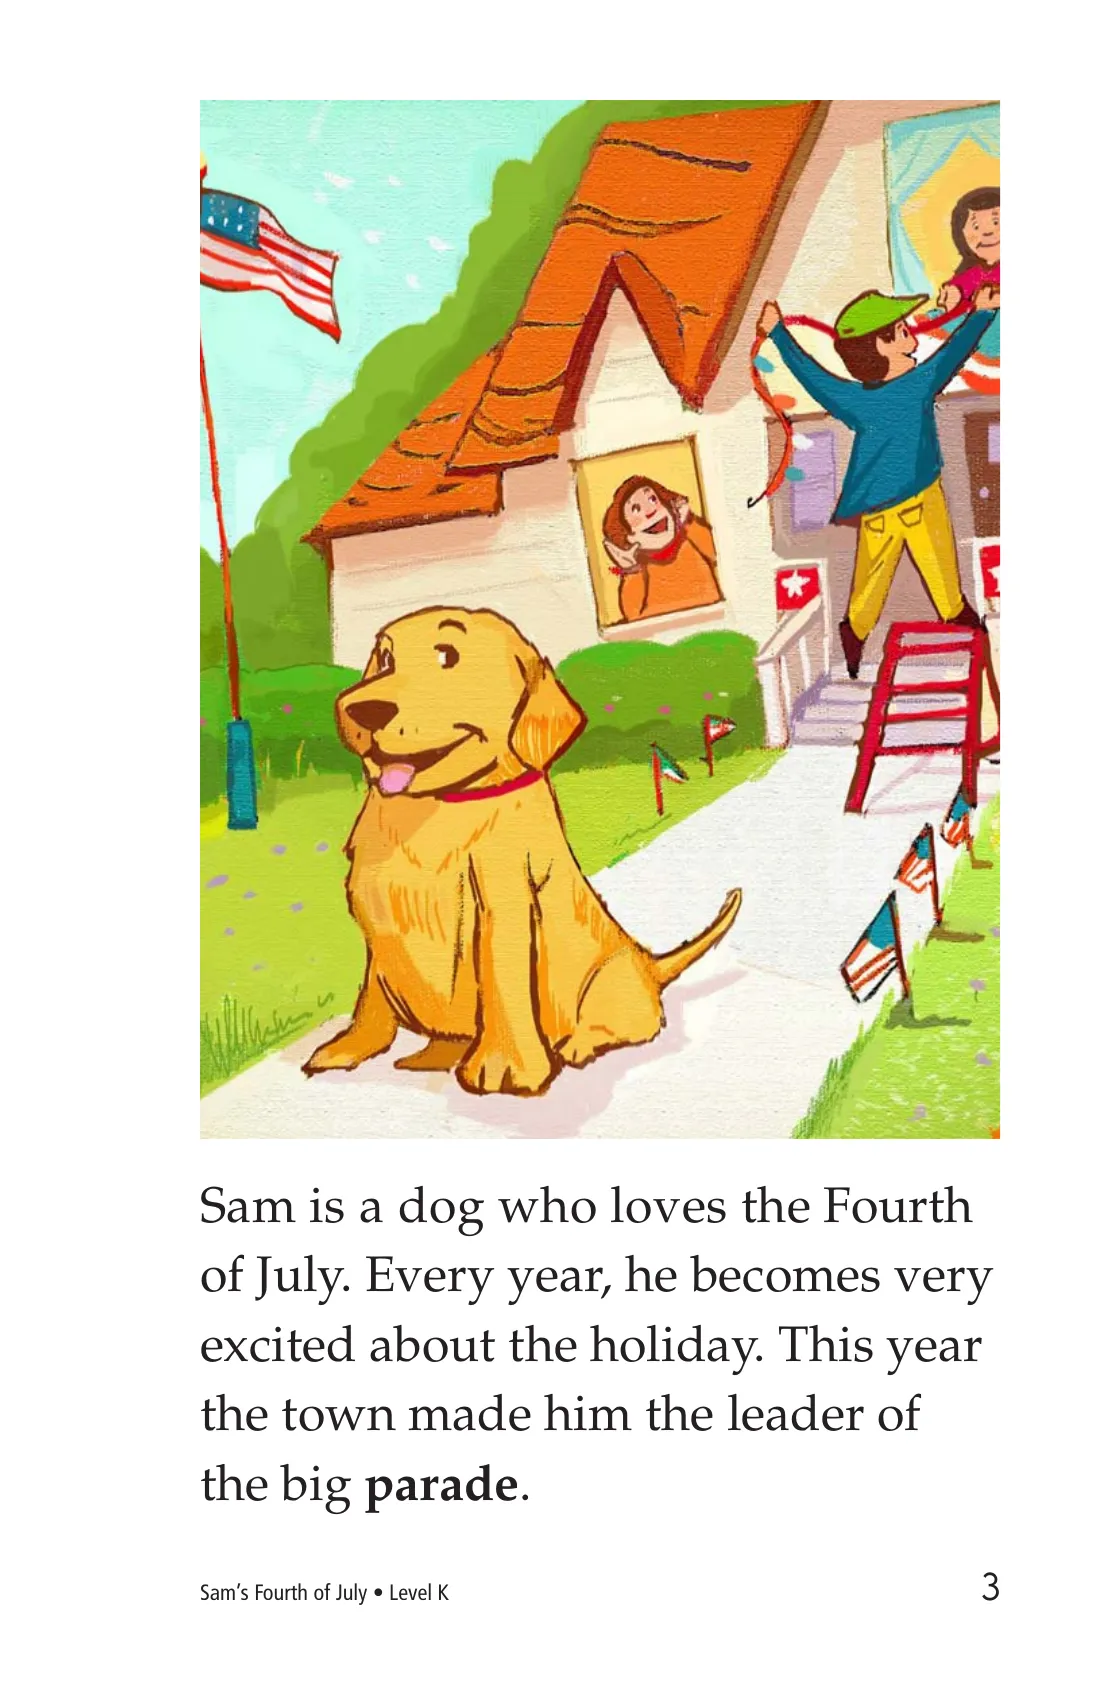 Sam is a dog who loves the Fourth
of July. Every year, he becomes very
excited about the holiday. This year
the town made him the leader of
the big parade.
Sam’s Fourth of July • Level K
3